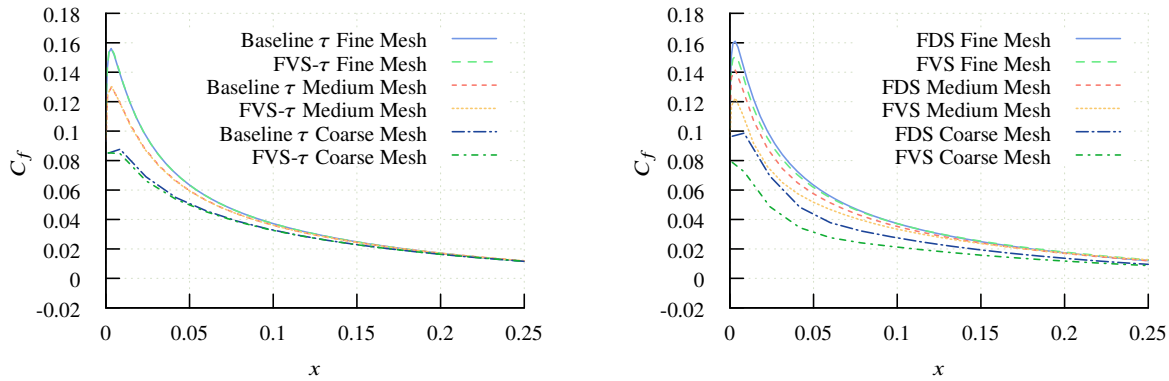 0.18
0.16
0.14
0.12
0.1
0.08
0.06
0.04
0.02
0
-0.02
C_f
0
0.05
0.1
0.15
0.2
0.25
x
Baseline τ Fine Mesh
FVS-τ Fine Mesh
Baseline τ Medium Mesh
FVS-τ Medium Mesh
Baseline τ Coarse Mesh
FVS-τ Coarse Mesh
0.18
0.16
0.14
0.12
0.1
0.08
0.06
0.04
0.02
0
-0.02
C_f
0
0.05
0.1
0.15
0.2
0.25
x
FDS Fine Mesh
FVS Fine Mesh
FDS Medium Mesh
FVS Medium Mesh
FDS Coarse Mesh
FVS Coarse Mesh